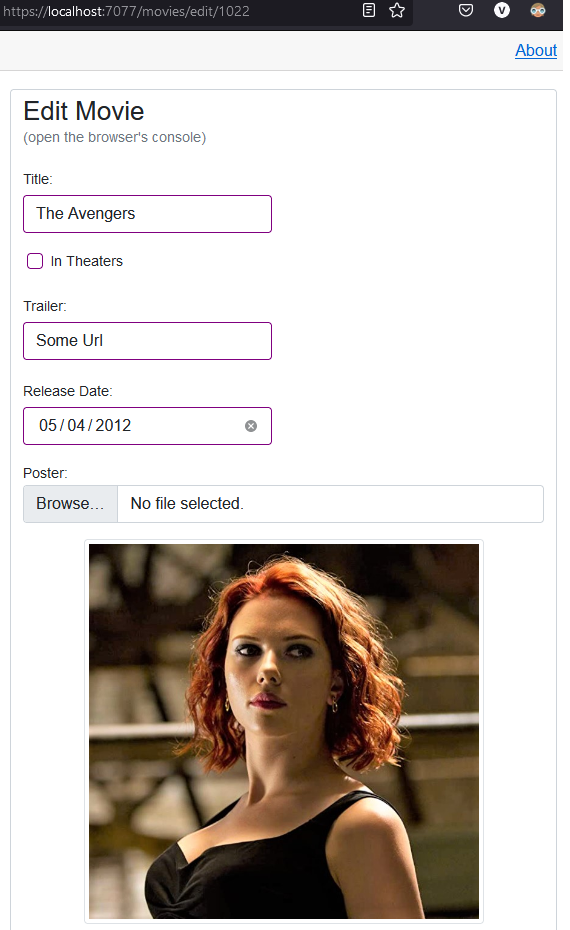 https://localhost:7077/movies/edit/1022
V
About
Edit Movie
(open the browser's console)
Title:
The Avengers
In Theaters
Trailer:
Some Url
Release Date:
05/04/2012
Poster:
Browse... No file selected.